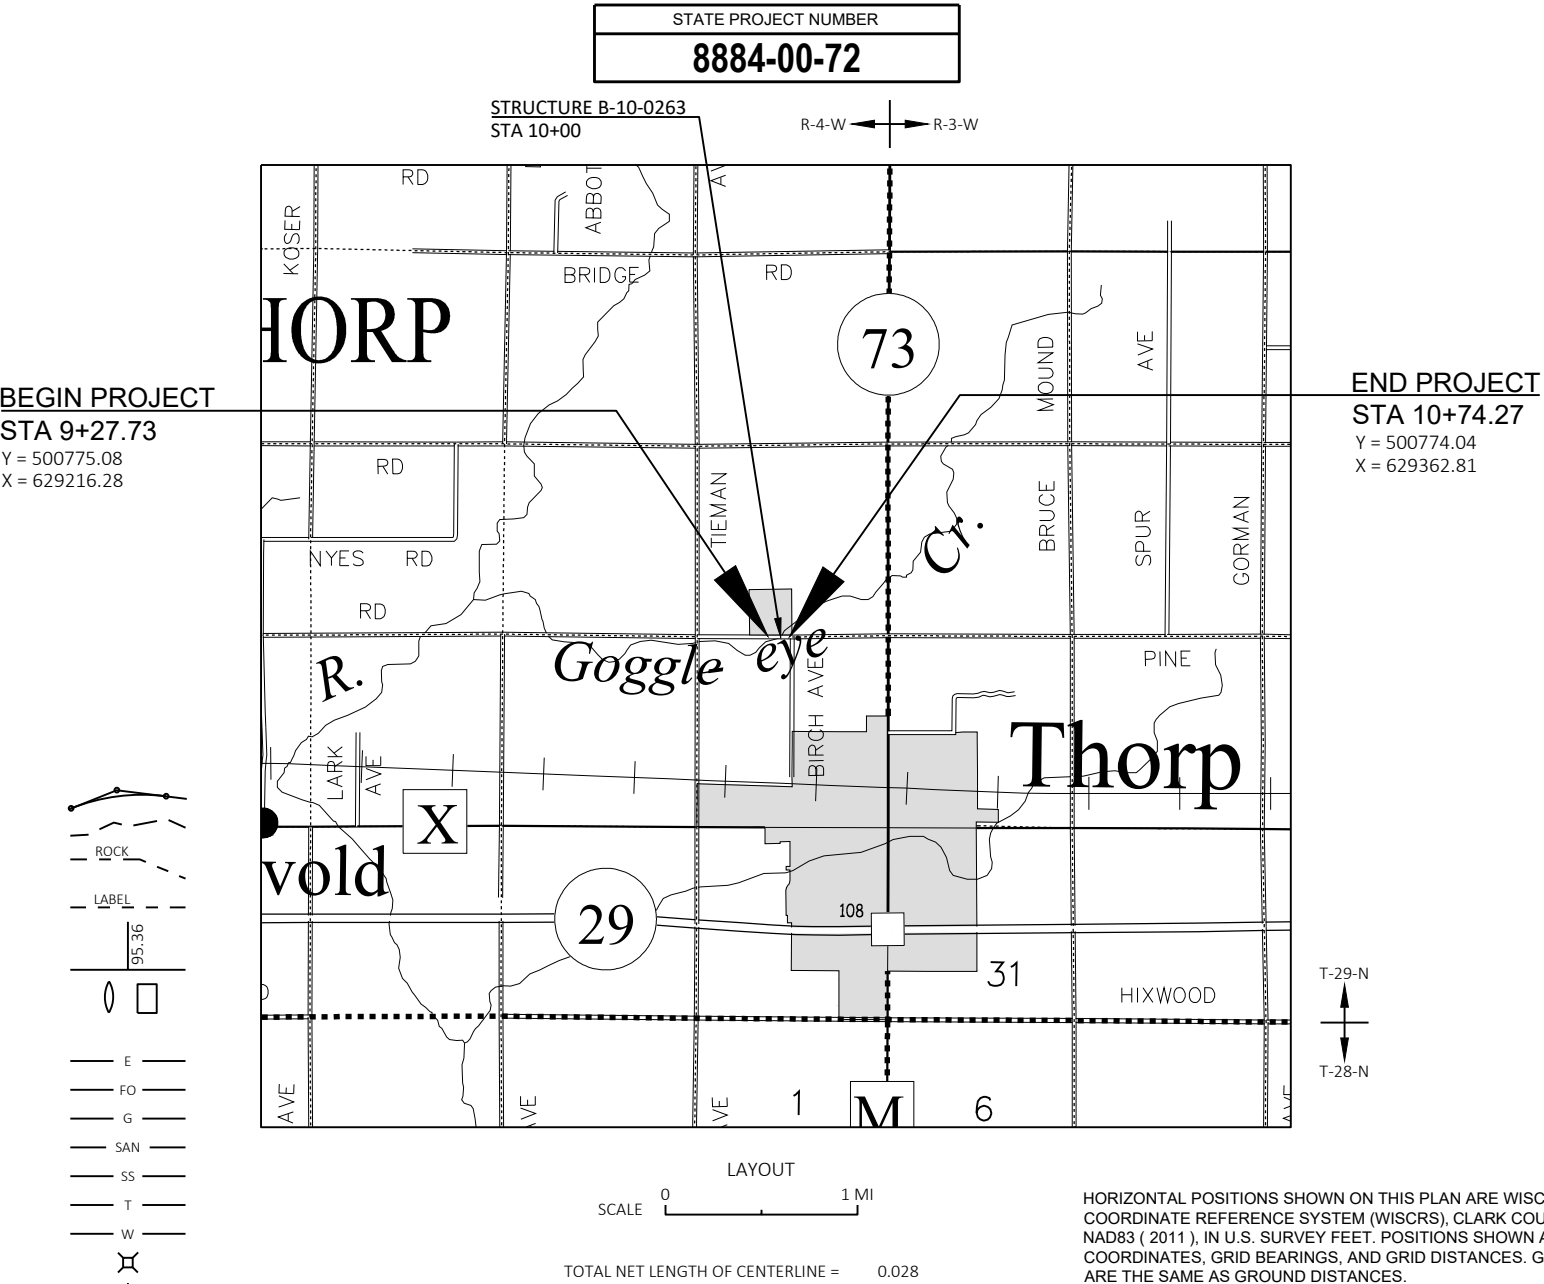 STATE PROJECT NUMBER
8884-00-72
STRUCTURE B-10-0263
STA 10+00
R-4-W R-3-W
RD
ABBOT
AV
KOSER
BRIDGE RD
HORP
73
MOUND
AVE
BEGIN PROJECT
STA 9+27.73
Y = 500775.08
X = 629216.28
END PROJECT
STA 10+74.27
Y = 500774.04
X = 629362.81
RD
TIEMAN
BRUCE
SPUR
GORMAN
Cr.
NYES RD
RD
Goggle eye
R.
PINE
BIRCH AVE
Thorp
LARK
AVE
X
vold
ROCK
LABEL
95.36
29
108
31
HIXWOOD
T-29-N
T-28-N
E
FO
G
SAN
SS
T
W
AVE
VE
VE
1
M
6
AVE
LAYOUT
SCALE 0 1 MI
TOTAL NET LENGTH OF CENTERLINE = 0.028
HORIZONTAL POSITIONS SHOWN ON THIS PLAN ARE WISC
COORDINATE REFERENCE SYSTEM (WISCRS), CLARK COU
NAD83 ( 2011 ), IN U.S. SURVEY FEET. POSITIONS SHOWN A
COORDINATES, GRID BEARINGS, AND GRID DISTANCES. G
ARE THE SAME AS GROUND DISTANCES.